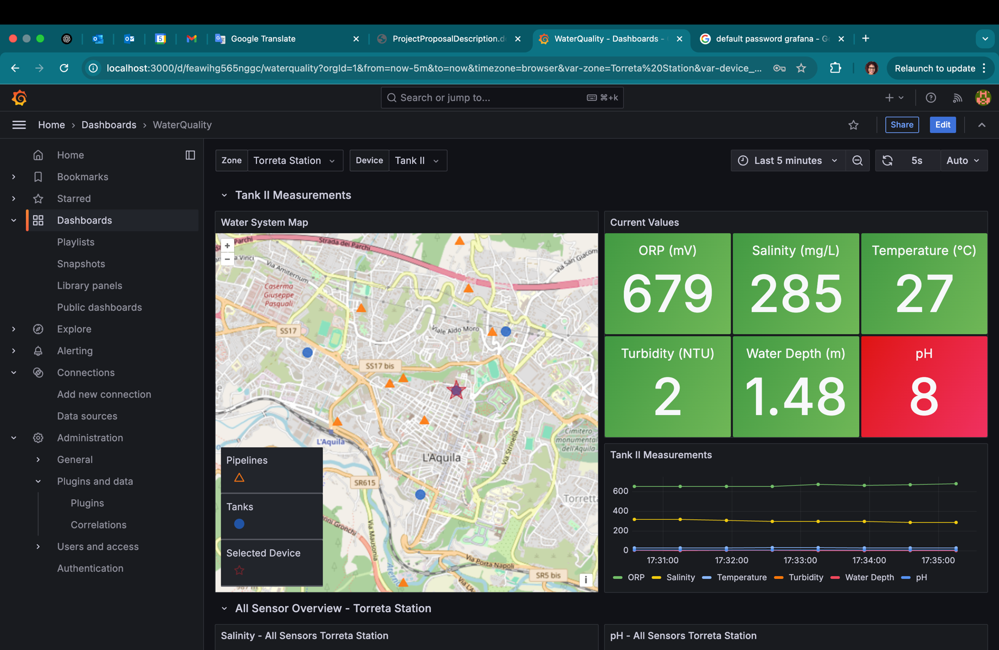 Google Translate
ProjectProposalDescription.d
WaterQuality - Dashboards -
default password grafana - G
localhost:3000/d/feawihg565nggc/waterquality?orgId=1&from=now-5m&to=now&timezone=browser&var-zone=Torreta%20Station&var-device_...
Relaunch to update
Search or jump to...
⌘+k
Home
Dashboards
WaterQuality
Share
Edit
Home
Bookmarks
Starred
Dashboards
Playlists
Snapshots
Library panels
Public dashboards
Explore
Alerting
Connections
Add new connection
Data sources
Administration
General
Plugins and data
Plugins
Correlations
Users and access
Authentication
Zone
Torreta Station
Device
Tank II
Last 5 minutes
5s
Auto
Tank II Measurements
Water System Map
+
−
Parchi
Strada dei Parchi
a Vinci
Via Amiternum
Via San Giacom
Caserma
Giuseppe
Pasquali
SS17
Viale Aldo Moro
SS17 bis
L'Aquila
Cimitero
monumental
dell'Aquila
Via Strinella
L'Aquila
SR615
Torrett
Via Mausonia
Via Porta Napoli
SR5 bis
Pipelines
Tanks
Selected Device
i
Current Values
ORP (mV)
679
Salinity (mg/L)
285
Temperature (°C)
27
Turbidity (NTU)
2
Water Depth (m)
1.48
pH
8
Tank II Measurements
600
400
200
0
17:31:00
17:32:00
17:33:00
17:34:00
17:35:00
ORP
Salinity
Temperature
Turbidity
Water Depth
pH
All Sensor Overview - Torreta Station
Salinity - All Sensors Torreta Station
pH - All Sensors Torreta Station